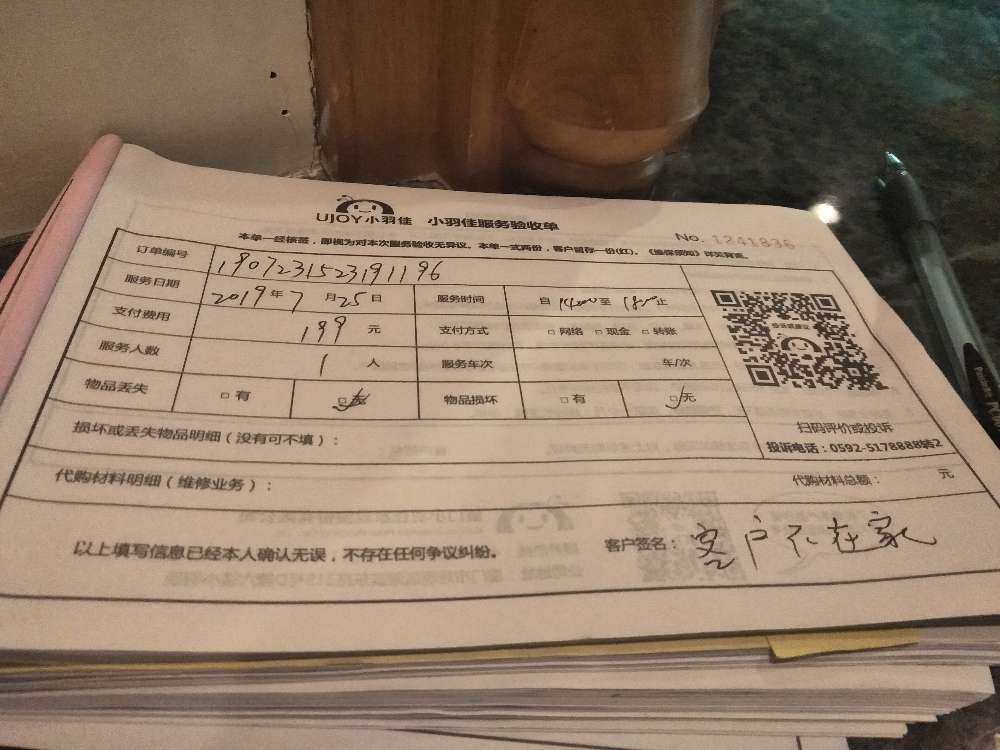 UJOY小羽佳 小羽佳服务验收单
No. 1241836
本单一经核签，即视为对本次服务验收无异议。本单一式两份，客户留存一份(红)。《维保须知》详见背面。
订单编号 1907231523191196
服务日期 2019年7月25日 服务时间 自14:00至18:00止
支付费用 199元 支付方式 □网络 □现金 □转账
服务人数 1人 服务车次 车/次
物品丢失 □有 □无 物品损坏 □有 □无
扫码评价或投诉
投诉电话：0592-5178888转2
损坏或丢失物品明细（没有可不填）：
代购材料明细（维修业务）： 代购材料总额： 元
以上填写信息已经本人确认无误，不存在任何争议纠纷。 客户签名：客户不在家